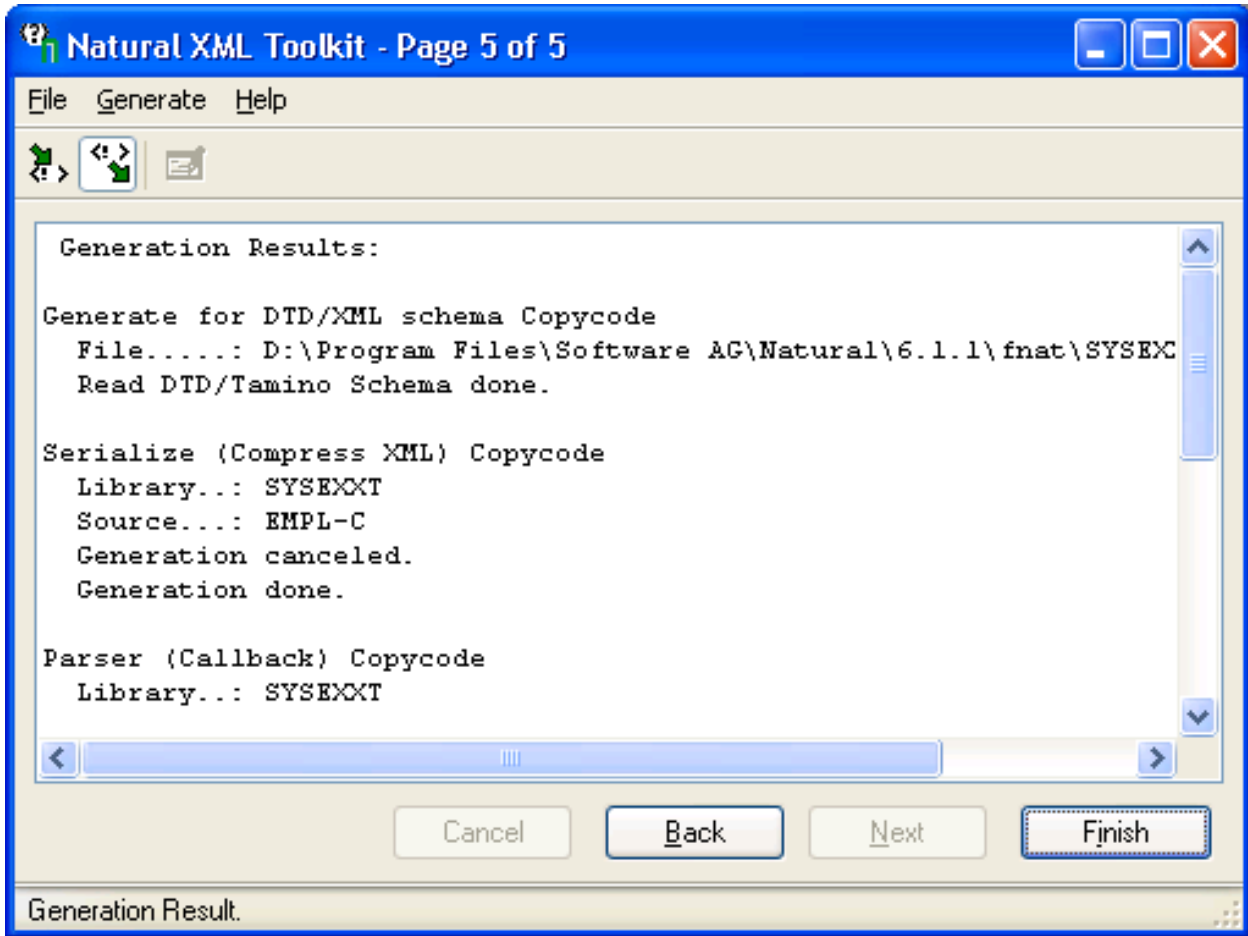 Natural XML Toolkit - Page 5 of 5
File Generate Help
Generation Results:
Generate for DTD/XML schema Copycode
File.....: D:\Program Files\Software AG\Natural\6.1.1\fnat\SYSEX
Read DTD/Tamino Schema done.
Serialize (Compress XML) Copycode
Library..: SYSEXXT
Source...: EMPL-C
Generation canceled.
Generation done.
Parser (Callback) Copycode
Library..: SYSEXXT
Cancel Back Next Finish
Generation Result.